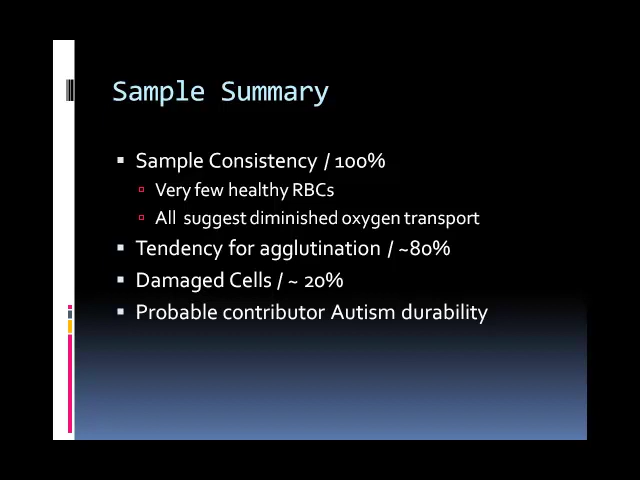 Sample Summary
Sample Consistency / 100%
Very few healthy RBCs
All suggest diminished oxygen transport
Tendency for agglutination / ~80%
Damaged Cells / ~ 20%
Probable contributor Autism durability